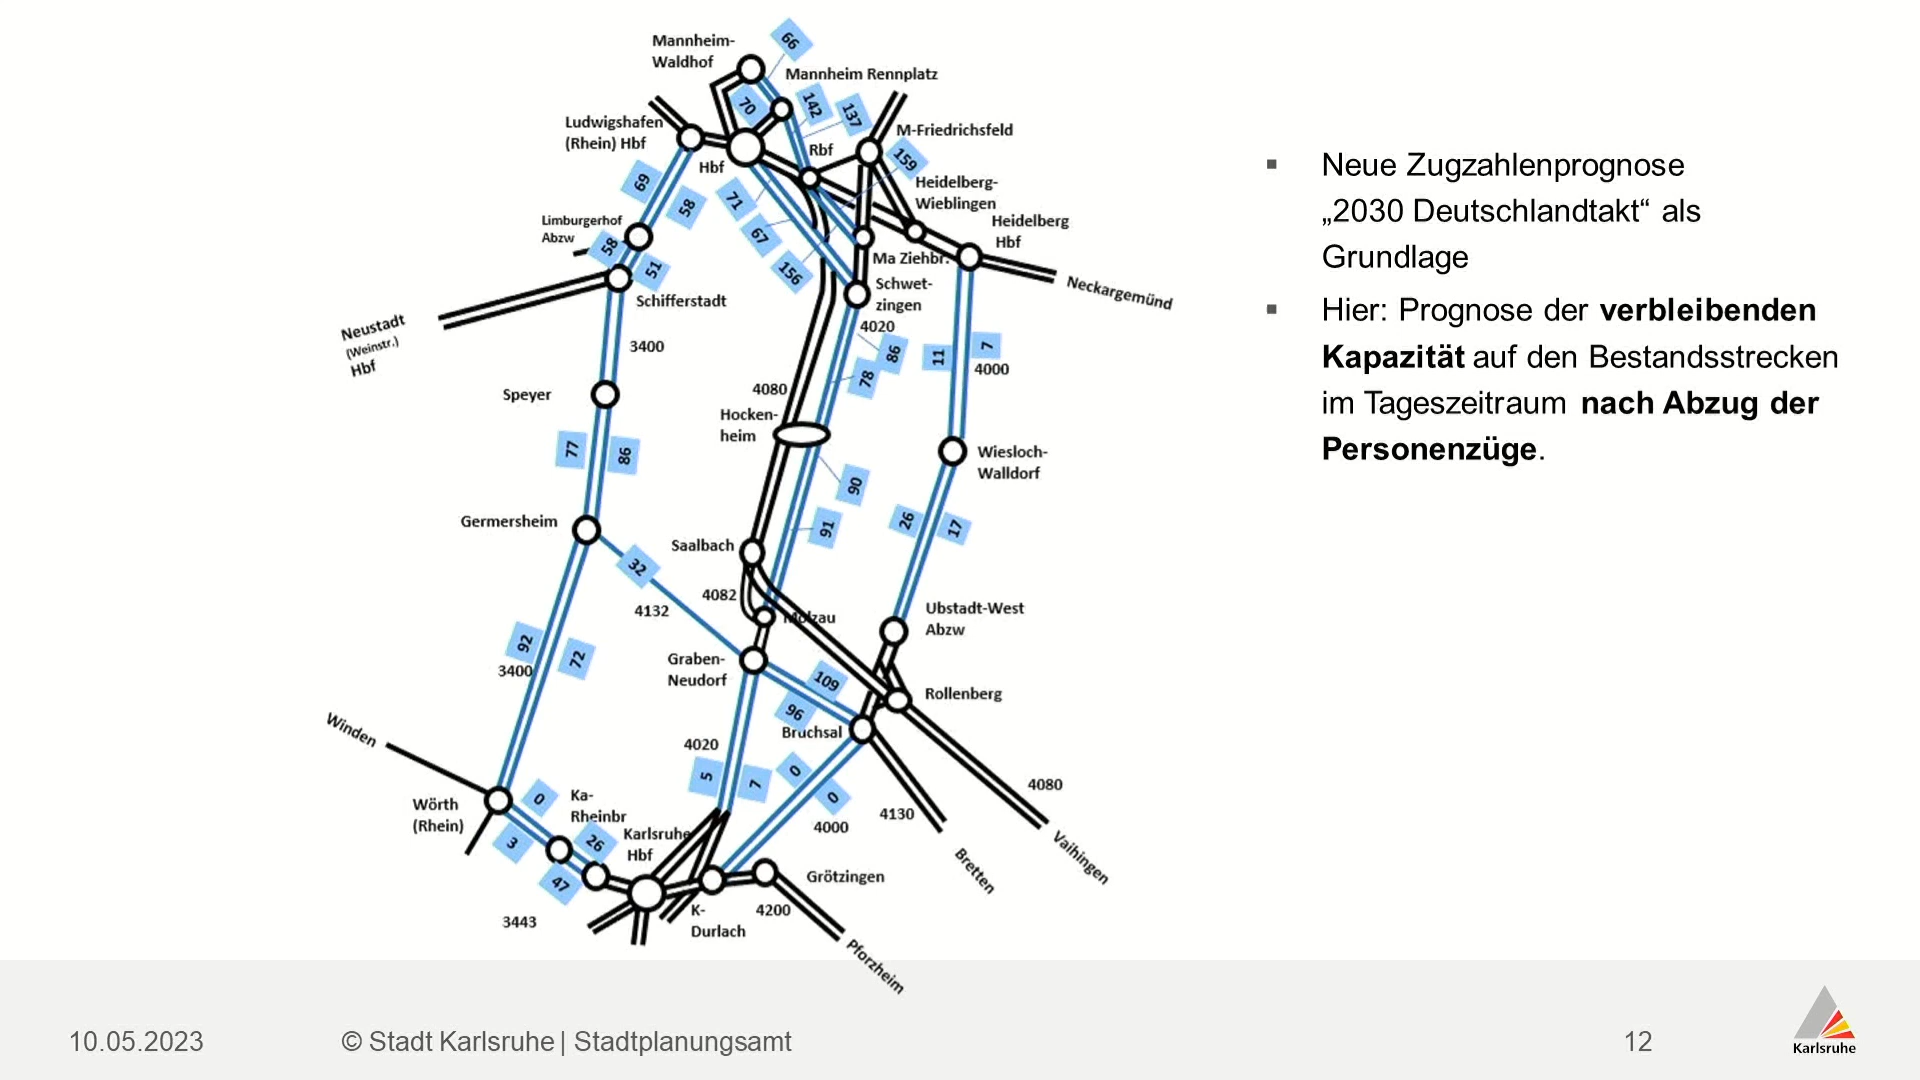 66
Mannheim-
Waldhof
Mannheim Rennplatz
70
142
137
Ludwigshafen
(Rhein) Hbf
M-Friedrichsfeld
Rbf
159
Hbf
Heidelberg-
Wieblingen
69
58
71
67
156
Limburgerhof
Abzw
Heidelberg
Hbf
58
51
Ma Ziehbr.
Neckargemünd
Schwet-
zingen
Schifferstadt
4020
Neustadt
(Weinstr.)
Hbf
3400
86
78
11
7
4000
4080
Speyer
Hocken-
heim
77
86
90
Wiesloch-
Walldorf
91
26
17
Germersheim
Saalbach
32
4132
4082
Molzau
Ubstadt-West
Abzw
92
72
3400
Graben-
Neudorf
109
96
Rollenberg
Bruchsal
Winden
4020
5
7
0
0
4080
4000
4130
Wörth
(Rhein)
0
3
Ka-
Rheinbr
26
47
Karlsruhe
Hbf
Vaihingen
Bretten
Grötzingen
3443
K-
Durlach
4200
Pforzheim
▪ Neue Zugzahlenprognose
„2030 Deutschlandtakt“ als
Grundlage
▪ Hier: Prognose der verbleibenden
Kapazität auf den Bestandsstrecken
im Tageszeitraum nach Abzug der
Personenzüge.
10.05.2023
© Stadt Karlsruhe | Stadtplanungsamt
12
Karlsruhe